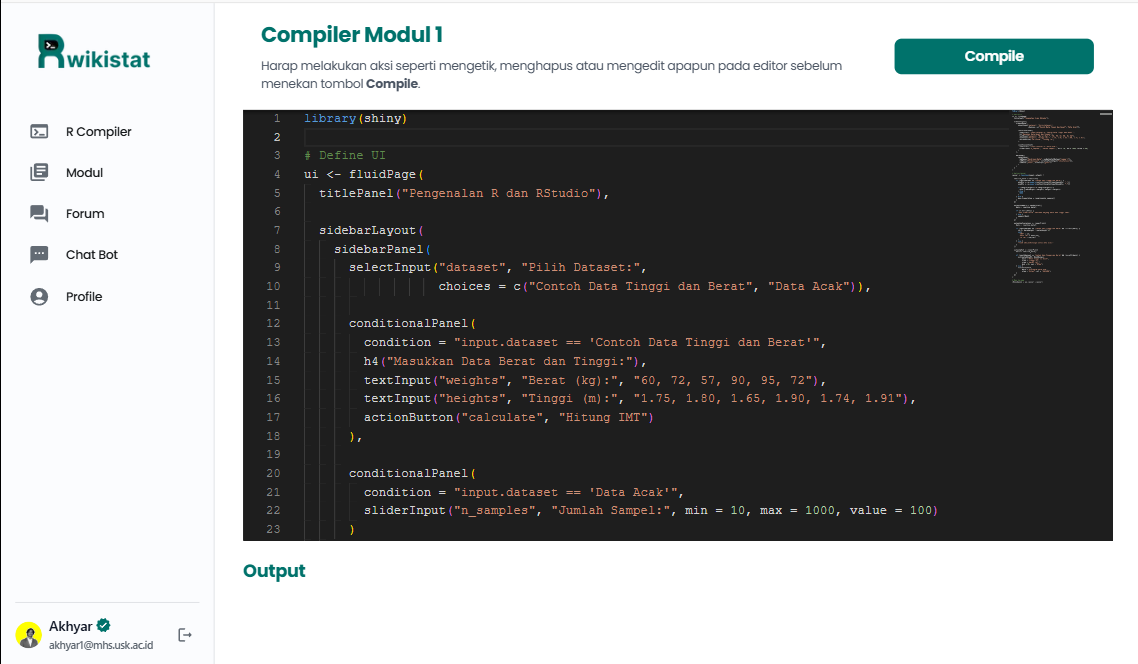 Rwikistat
R Compiler
Modul
Forum
Chat Bot
Profile
Akhyar
akhyar1@mhs.usk.ac.id
Compiler Modul 1
Harap melakukan aksi seperti mengetik, menghapus atau mengedit apapun pada editor sebelum
menekan tombol Compile.
Compile
1 library(shiny)
2
3 # Define UI
4 ui <- fluidPage(
5 titlePanel("Pengenalan R dan RStudio"),
6
7 sidebarLayout(
8 sidebarPanel(
9 selectInput("dataset", "Pilih Dataset:",
10 choices = c("Contoh Data Tinggi dan Berat", "Data Acak")),
11
12 conditionalPanel(
13 condition = "input.dataset == 'Contoh Data Tinggi dan Berat'",
14 h4("Masukkan Data Berat dan Tinggi:"),
15 textInput("weights", "Berat (kg):", "60, 72, 57, 90, 95, 72"),
16 textInput("heights", "Tinggi (m):", "1.75, 1.80, 1.65, 1.90, 1.74, 1.91"),
17 actionButton("calculate", "Hitung IMT")
18 ),
19
20 conditionalPanel(
21 condition = "input.dataset == 'Data Acak'",
22 sliderInput("n_samples", "Jumlah Sampel:", min = 10, max = 1000, value = 100)
23 )
Output